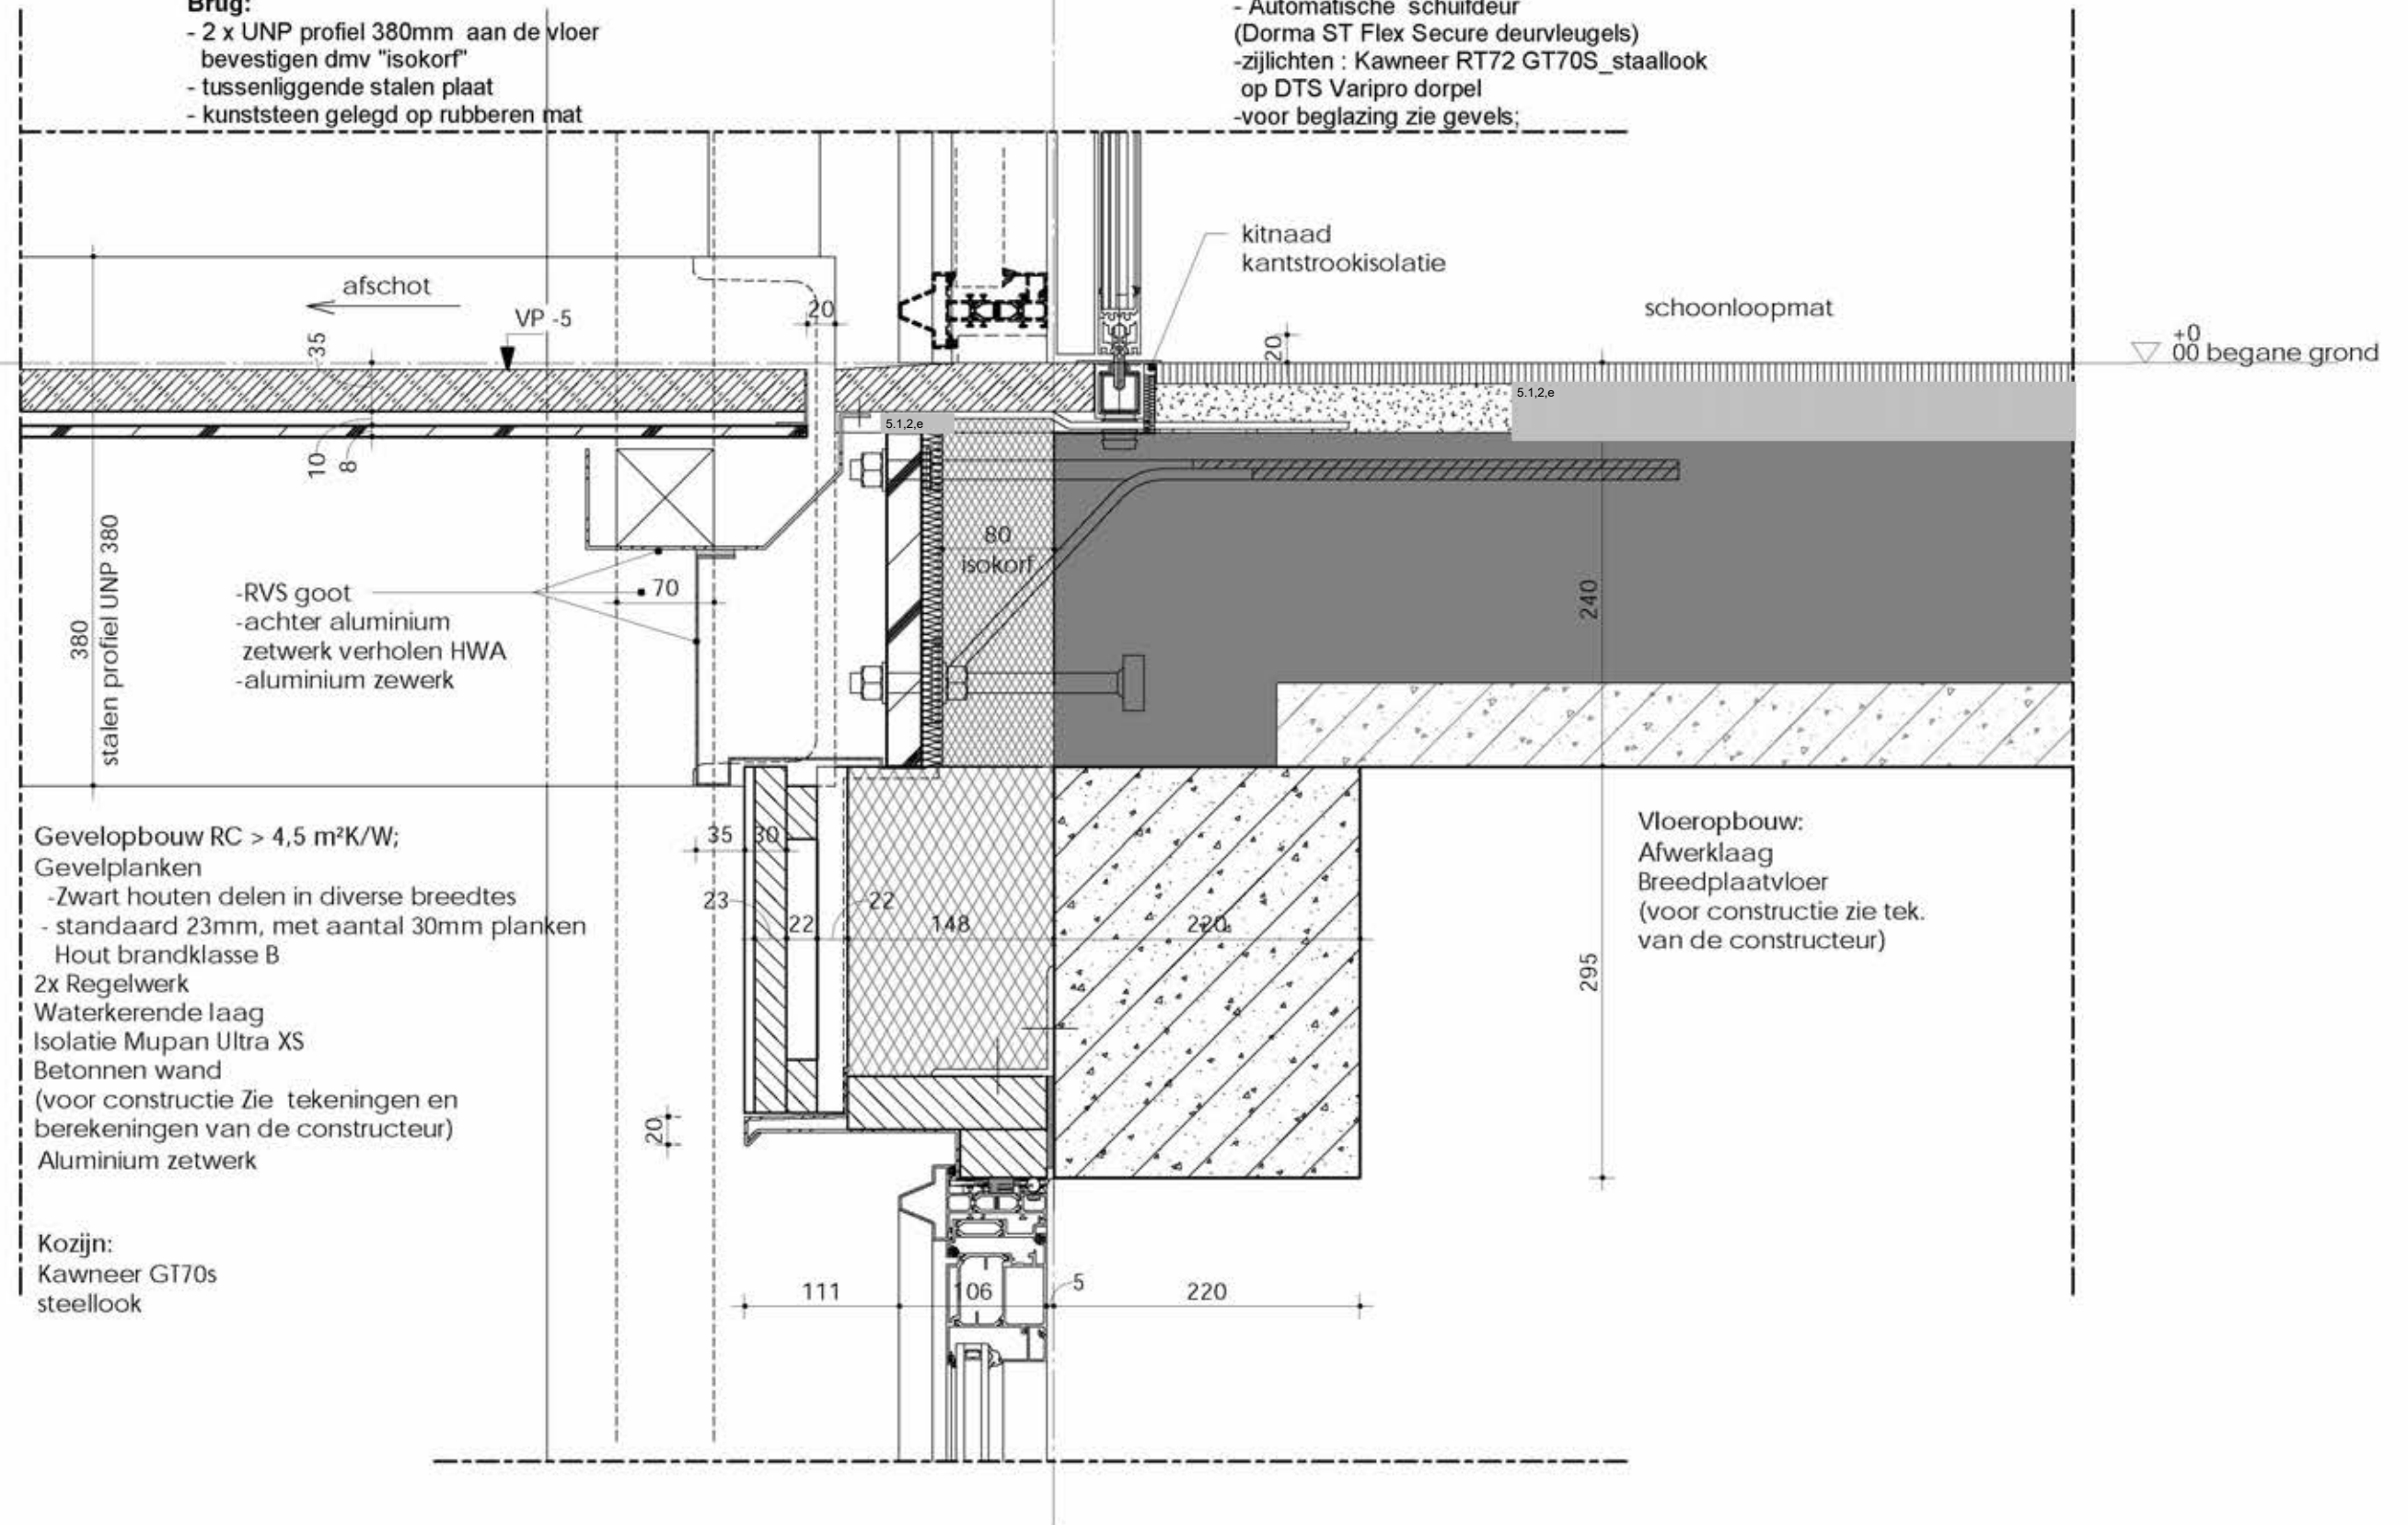 Brug:
- 2 x UNP profiel 380mm aan de vloer
bevestigen dmv "isokorf"
- tussenliggende stalen plaat
- kunststeen gelegd op rubberen mat
- Automatische schuifdeur
(Dorma ST Flex Secure deurvleugels)
-zijlichten : Kawneer RT72 GT70S_staallook
op DTS Varipro dorpel
-voor beglazing zie gevels;
kitnaad
kantstrookisolatie
afschot
VP -5
20
35
schoonloopmat
20
+0
00 begane grond
5.1,2,e
5.1,2,e
10
8
80
isokorf
380
stalen profiel UNP 380
-RVS goot
-achter aluminium
zetwerk verholen HWA
-aluminium zewerk
70
240
Gevelopbouw RC > 4,5 m²K/W;
Gevelplanken
-Zwart houten delen in diverse breedtes
- standaard 23mm, met aantal 30mm planken
Hout brandklasse B
2x Regelwerk
Waterkerende laag
Isolatie Mupan Ultra XS
Betonnen wand
(voor constructie Zie tekeningen en
berekeningen van de constructeur)
Aluminium zetwerk
35
30
23
22
22
148
220
20
295
Vloeropbouw:
Afwerklaag
Breedplaatvloer
(voor constructie zie tek.
van de constructeur)
Kozijn:
Kawneer GT70s
steellook
111
106
5
220